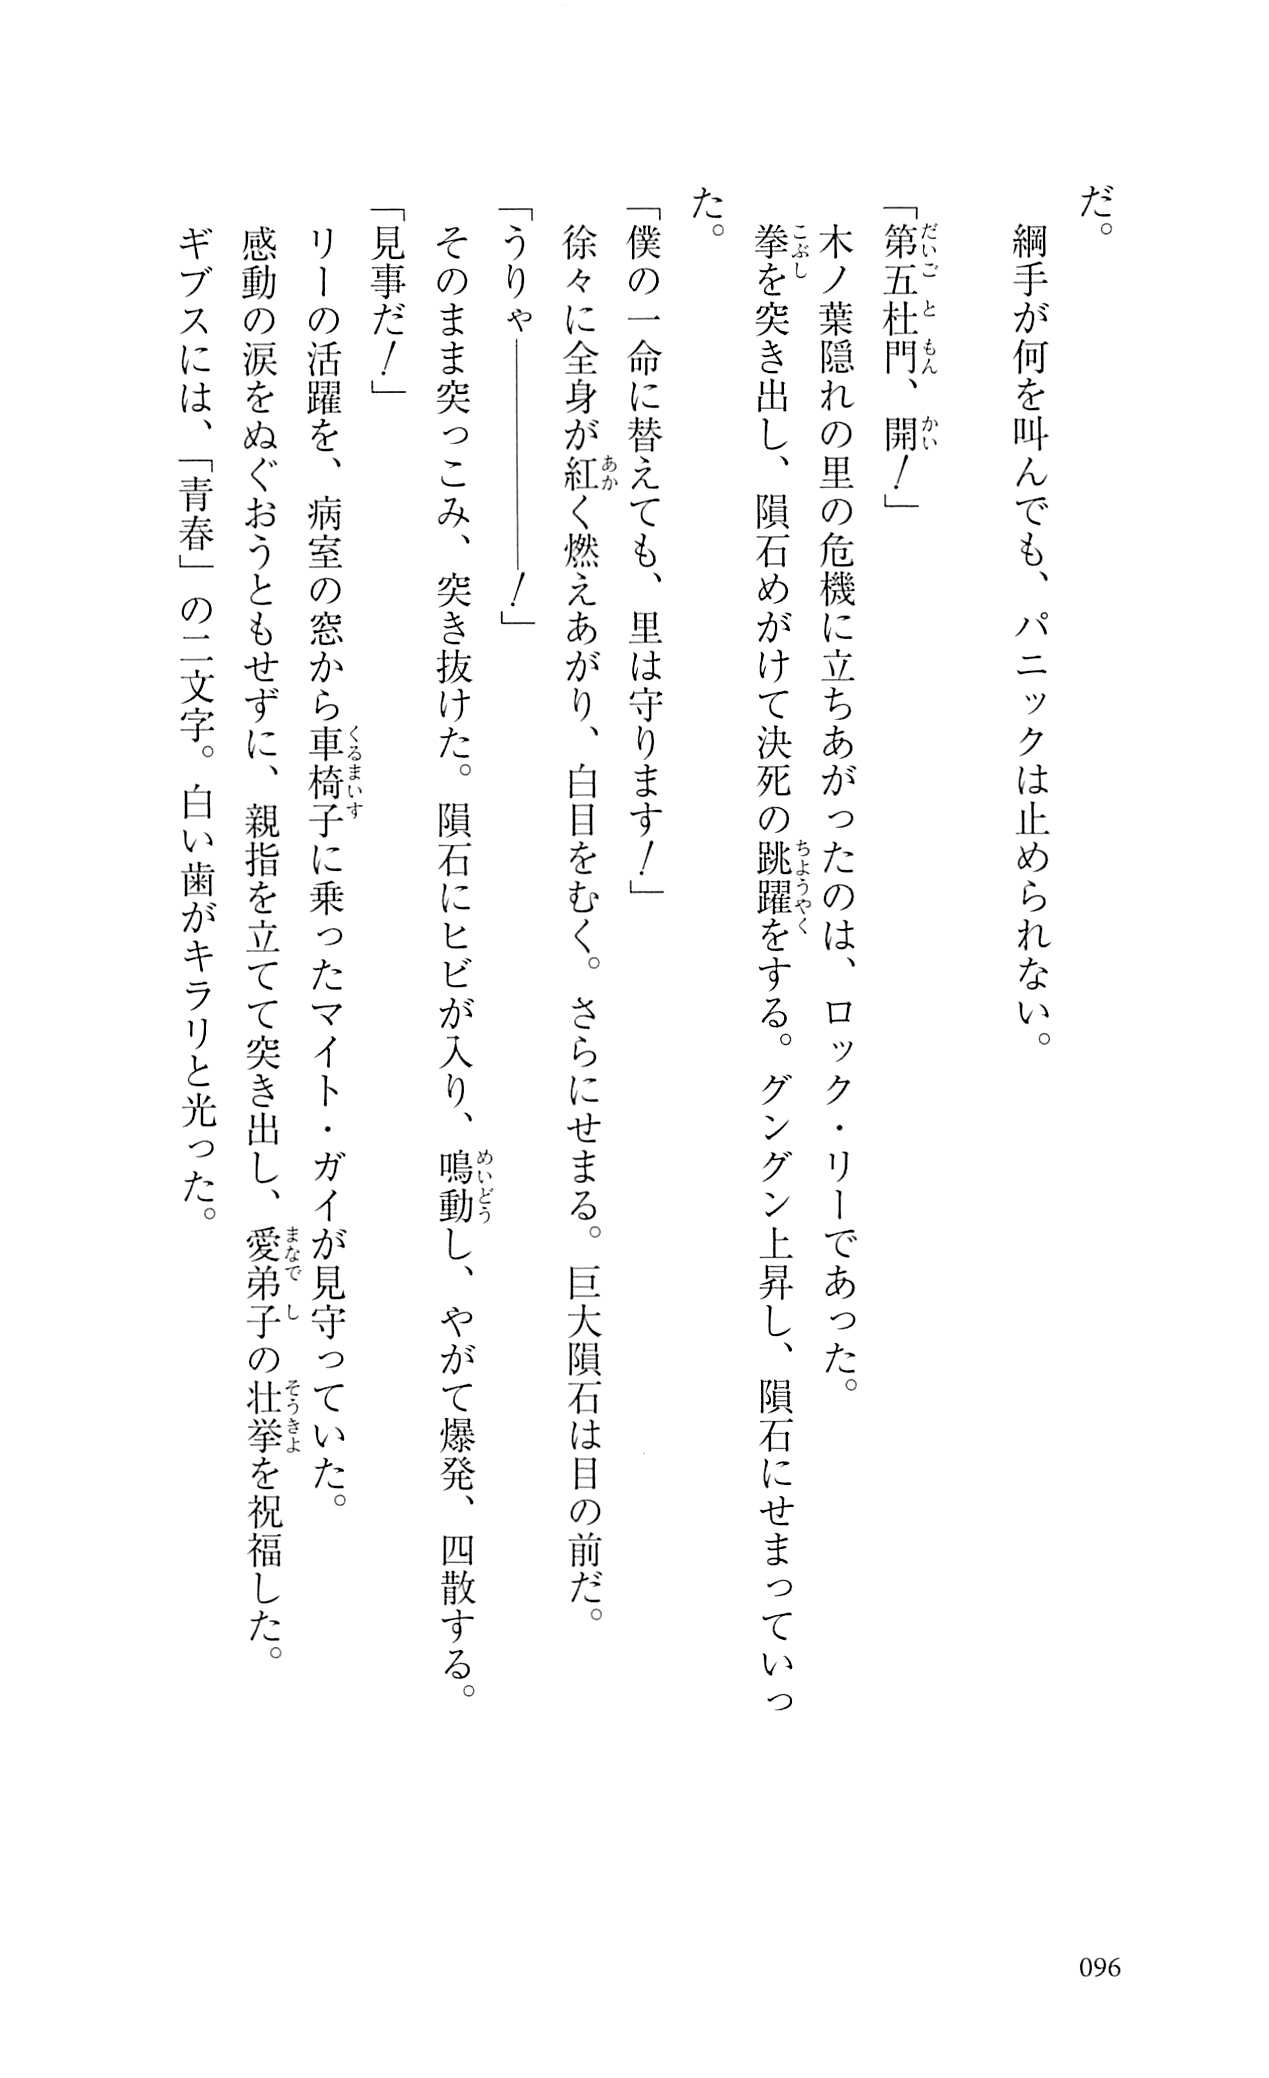 だ。
綱手が何を叫んでも、パニックは止められない。
「第五杜門、開！」
木ノ葉隠れの里の危機に立ちあがったのは、ロック・リーであった。
拳を突き出し、隕石めがけて決死の跳躍をする。グングン上昇し、隕石にせまっていっ
た。
「僕の一命に替えても、里は守ります！」
徐々に全身が紅く燃えあがり、白目をむく。さらにせまる。巨大隕石は目の前だ。
「うりゃ――――――！」
そのまま突っこみ、突き抜けた。隕石にヒビが入り、鳴動し、やがて爆発、四散する。
「見事だ！」
リーの活躍を、病室の窓から車椅子に乗ったマイト・ガイが見守っていた。
感動の涙をぬぐおうともせずに、親指を立てて突き出し、愛弟子の壮挙を祝福した。
ギブスには、「青春」の二文字。白い歯がキラリと光った。
096